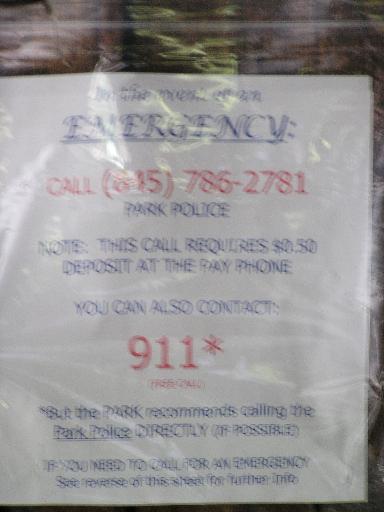 In the event of an
EMERGENCY:
CALL (845) 786-2781
PARK POLICE
NOTE: THIS CALL REQUIRES $0.50
DEPOSIT AT THE PAY PHONE
YOU CAN ALSO CONTACT:
911*
(FREE CALL)
*But the PARK recommends calling the
Park Police DIRECTLY (IF POSSIBLE)
IF YOU NEED TO CALL FOR AN EMERGENCY
See reverse of this sheet for further info